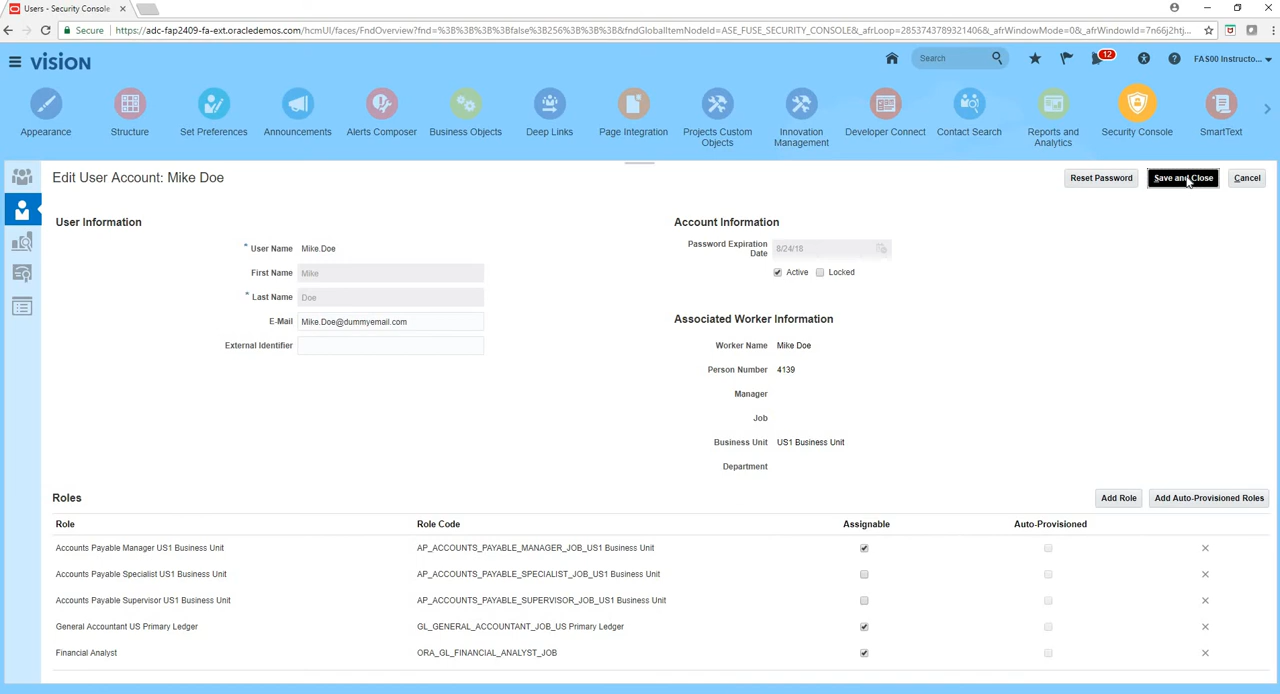 Users - Security Console
Secure https://adc-fap2409-fa-ext.oracledemos.com/hcmUI/faces/FndOverview?fnd=%3B%3B%3B%3Bfalse%3B256%3B%3B%3B&fndGlobalItemNodeId=ASE_FUSE_SECURITY_CONSOLE&_afrLoop=28537437893214068&_afrWindowMode=0&_afrWindowId=7n66j2htj...
vision
Search
12
FAS00 Instructo...
Appearance
Structure
Set Preferences
Announcements
Alerts Composer
Business Objects
Deep Links
Page Integration
Projects Custom
Objects
Innovation
Management
Developer Connect
Contact Search
Reports and
Analytics
Security Console
SmartText
Edit User Account: Mike Doe
Reset Password
Save and Close
Cancel
User Information
* User Name Mike.Doe
First Name Mike
* Last Name Doe
E-Mail Mike.Doe@dummyemail.com
External Identifier
Account Information
Password Expiration
Date 8/24/18
Active Locked
Associated Worker Information
Worker Name Mike Doe
Person Number 4139
Manager
Job
Business Unit US1 Business Unit
Department
Roles
Add Role
Add Auto-Provisioned Roles
Role Role Code Assignable Auto-Provisioned
Accounts Payable Manager US1 Business Unit AP_ACCOUNTS_PAYABLE_MANAGER_JOB_US1 Business Unit
Accounts Payable Specialist US1 Business Unit AP_ACCOUNTS_PAYABLE_SPECIALIST_JOB_US1 Business Unit
Accounts Payable Supervisor US1 Business Unit AP_ACCOUNTS_PAYABLE_SUPERVISOR_JOB_US1 Business Unit
General Accountant US Primary Ledger GL_GENERAL_ACCOUNTANT_JOB_US Primary Ledger
Financial Analyst ORA_GL_FINANCIAL_ANALYST_JOB